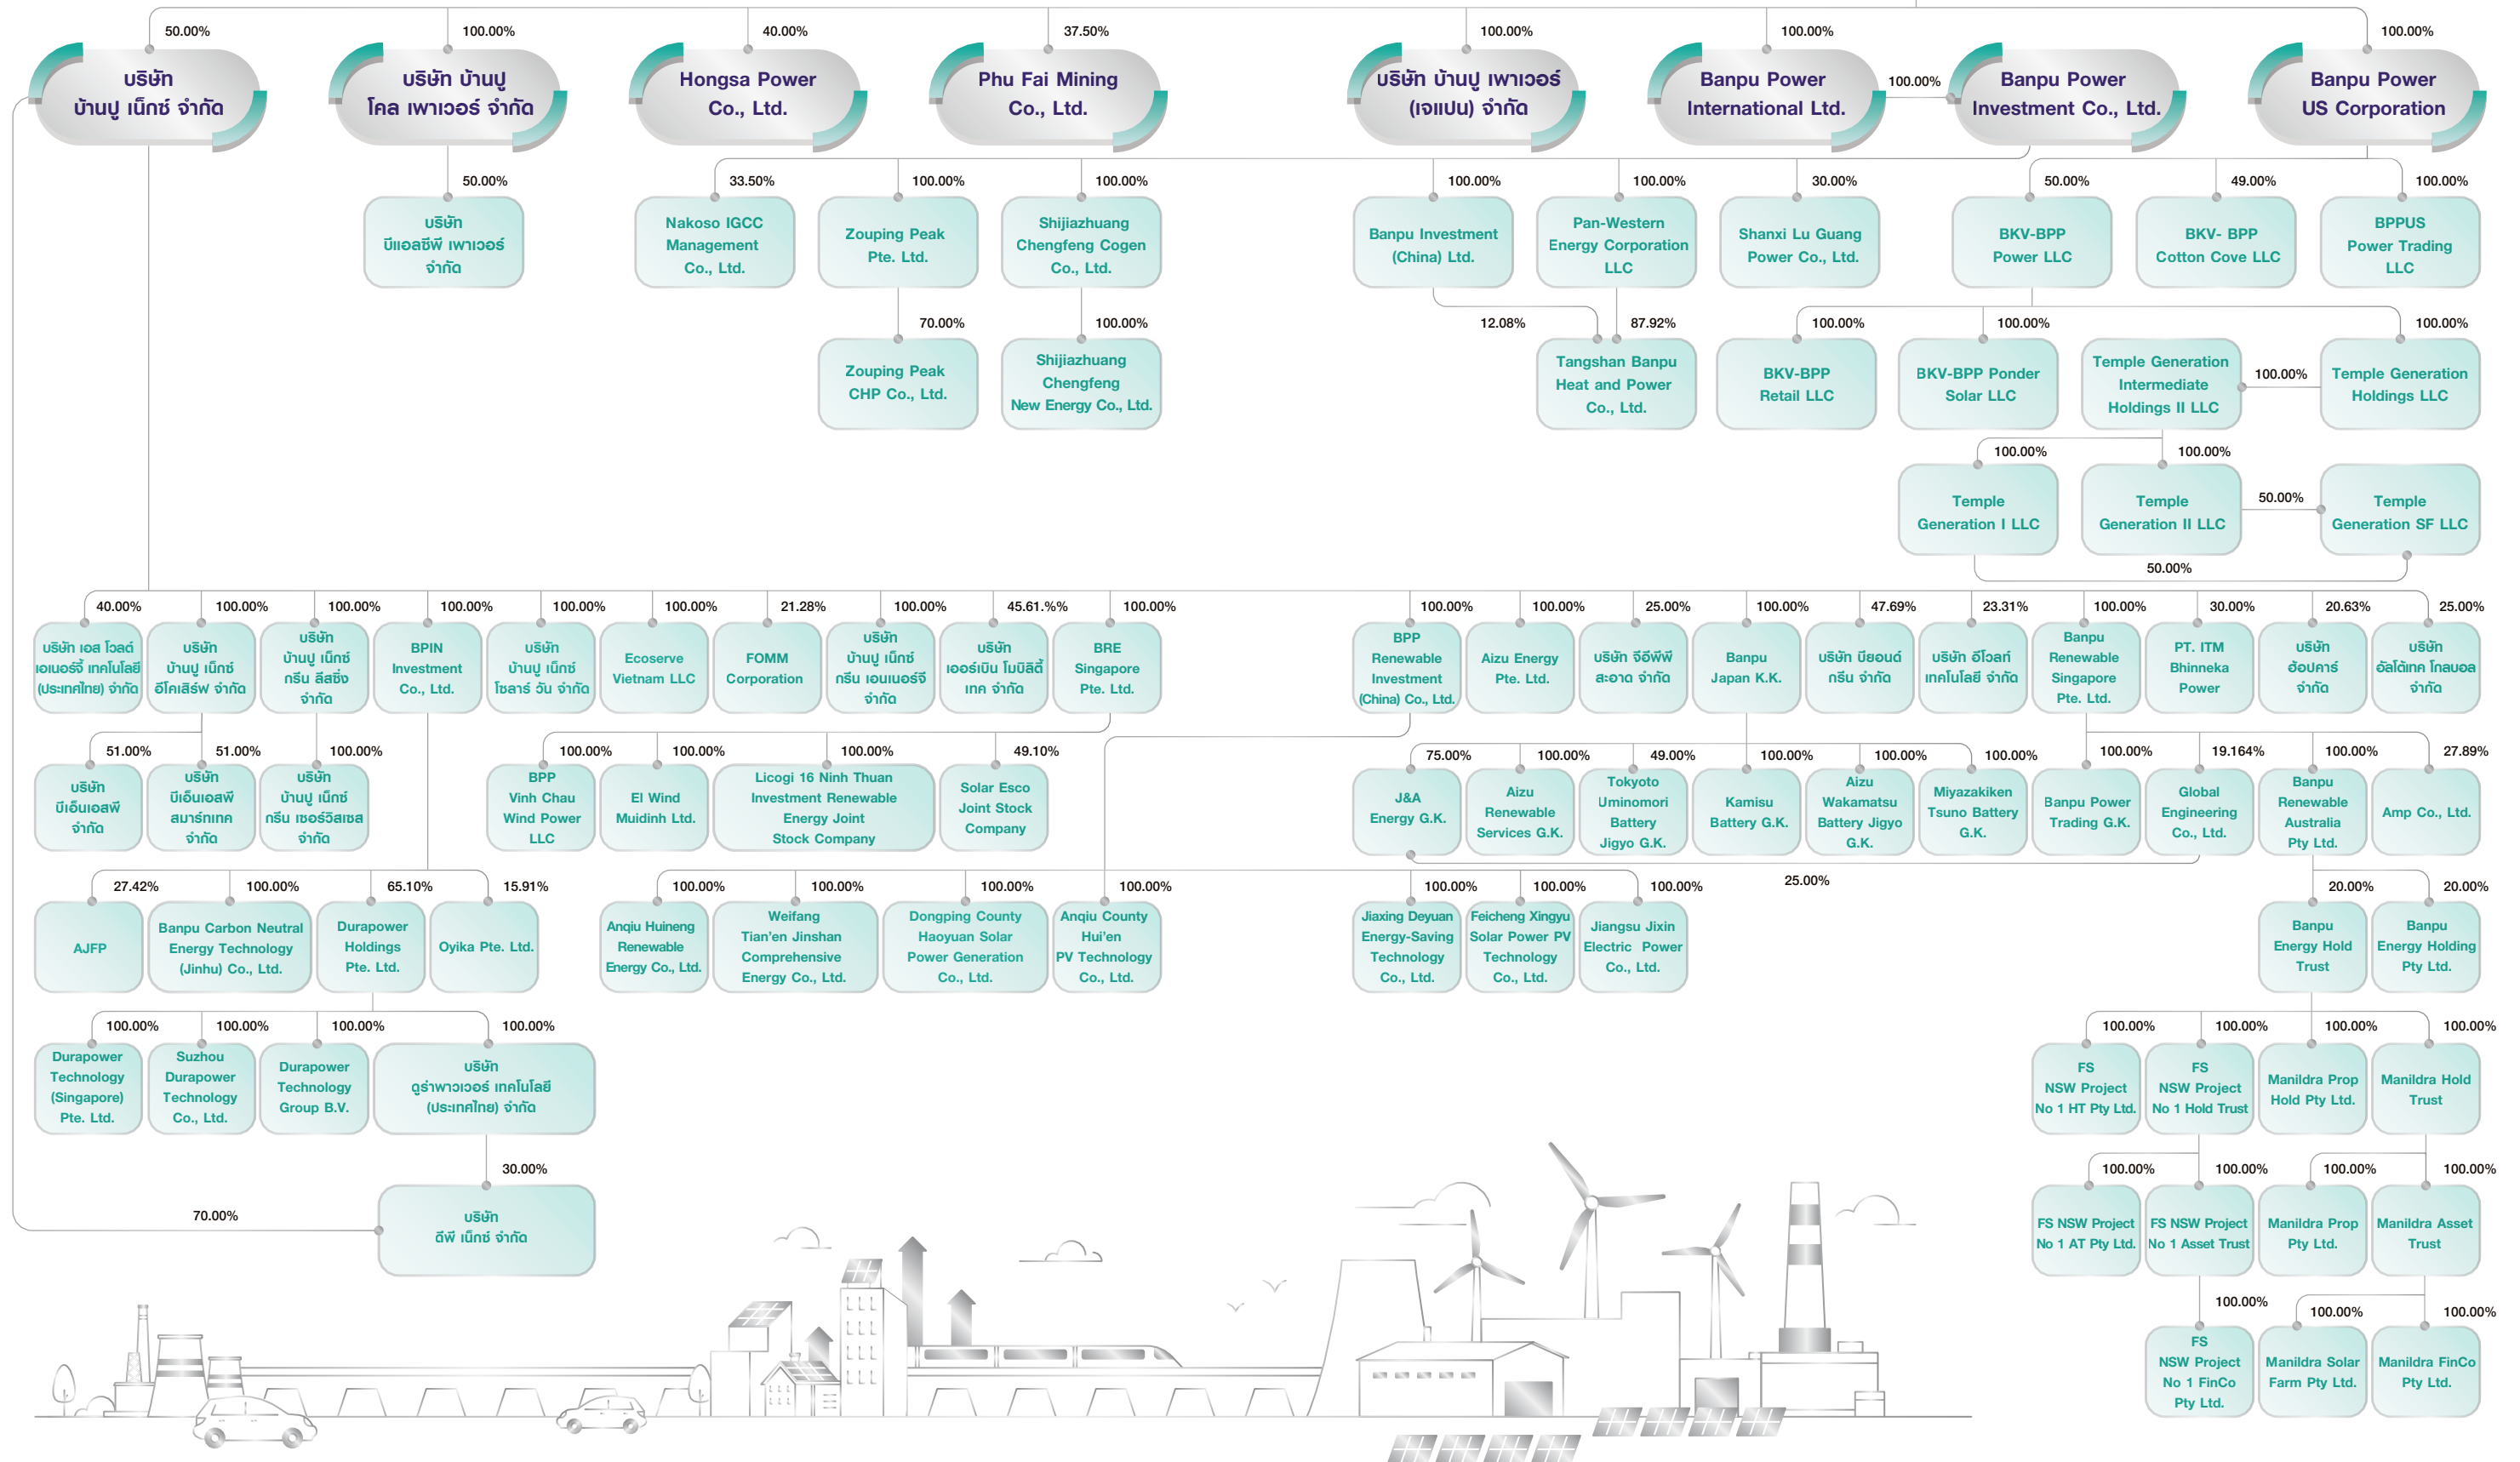 50.00%
100.00%
40.00%
37.50%
100.00%
100.00%
100.00%
บริษัท
บ้านปู เน็กซ์ จำกัด
บริษัท บ้านปู
โคล เพาเวอร์ จำกัด
Hongsa Power
Co., Ltd.
Phu Fai Mining
Co., Ltd.
บริษัท บ้านปู เพาเวอร์
(เจแปน) จำกัด
Banpu Power
International Ltd.
100.00%
Banpu Power
Investment Co., Ltd.
Banpu Power
US Corporation
50.00%
33.50%
100.00%
100.00%
100.00%
100.00%
30.00%
50.00%
49.00%
100.00%
บริษัท
บีแอลซีพี เพาเวอร์
จำกัด
Nakoso IGCC
Management
Co., Ltd.
Zouping Peak
Pte. Ltd.
Shijiazhuang
Chengfeng Cogen
Co., Ltd.
Banpu Investment
(China) Ltd.
Pan-Western
Energy Corporation
LLC
Shanxi Lu Guang
Power Co., Ltd.
BKV-BPP
Power LLC
BKV- BPP
Cotton Cove LLC
BPPUS
Power Trading
LLC
70.00%
100.00%
12.08%
87.92%
100.00%
100.00%
100.00%
Zouping Peak
CHP Co., Ltd.
Shijiazhuang
Chengfeng
New Energy Co., Ltd.
Tangshan Banpu
Heat and Power
Co., Ltd.
BKV-BPP
Retail LLC
BKV-BPP Ponder
Solar LLC
Temple Generation
Intermediate
Holdings II LLC
100.00%
Temple Generation
Holdings LLC
100.00%
100.00%
Temple
Generation I LLC
Temple
Generation II LLC
50.00%
Temple
Generation SF LLC
50.00%
40.00%
100.00%
100.00%
100.00%
100.00%
100.00%
21.28%
100.00%
45.61.%%
100.00%
100.00%
100.00%
25.00%
100.00%
47.69%
23.31%
100.00%
30.00%
20.63%
25.00%
บริษัท เอส โวลต์
เอเนอร์จี้ เทคโนโลยี
(ประเทศไทย) จำกัด
บริษัท
บ้านปู เน็กซ์
อีโคเสิร์ฟ จำกัด
บริษัท
บ้านปู เน็กซ์
กรีน ลีสซิ่ง
จำกัด
BPIN
Investment
Co., Ltd.
บริษัท
บ้านปู เน็กซ์
โซลาร์ วัน จำกัด
Ecoserve
Vietnam LLC
FOMM
Corporation
บริษัท
บ้านปู เน็กซ์
กรีน เอนเนอร์จี
จำกัด
บริษัท
เออร์เบิน โมบิลิตี้
เทค จำกัด
BRE
Singapore
Pte. Ltd.
BPP
Renewable
Investment
(China) Co., Ltd.
Aizu Energy
Pte. Ltd.
บริษัท จีอีพีพี
สะอาด จำกัด
Banpu
Japan K.K.
บริษัท บียอนด์
กรีน จำกัด
บริษัท อีโวลท์
เทคโนโลยี จำกัด
Banpu
Renewable
Singapore
Pte. Ltd.
PT. ITM
Bhinneka
Power
บริษัท
ฮ้อปคาร์
จำกัด
บริษัท
อัลโต้เทค โกลบอล
จำกัด
51.00%
51.00%
100.00%
100.00%
100.00%
100.00%
49.10%
75.00%
100.00%
49.00%
100.00%
100.00%
100.00%
100.00%
19.164%
100.00%
27.89%
บริษัท
บีเอ็นเอสพี
จำกัด
บริษัท
บีเอ็นเอสพี
สมาร์ทเทค
จำกัด
บริษัท
บ้านปู เน็กซ์
กรีน เซอร์วิสเซส
จำกัด
BPP
Vinh Chau
Wind Power
LLC
El Wind
Muidinh Ltd.
Licogi 16 Ninh Thuan
Investment Renewable
Energy Joint
Stock Company
Solar Esco
Joint Stock
Company
J&A
Energy G.K.
Aizu
Renewable
Services G.K.
Tokyoto
Uminomori
Battery
Jigyo G.K.
Kamisu
Battery G.K.
Aizu
Wakamatsu
Battery Jigyo
G.K.
Miyazakiken
Tsuno Battery
G.K.
Banpu Power
Trading G.K.
Global
Engineering
Co., Ltd.
Banpu
Renewable
Australia
Pty Ltd.
Amp Co., Ltd.
27.42%
100.00%
65.10%
15.91%
100.00%
100.00%
100.00%
100.00%
100.00%
100.00%
100.00%
25.00%
20.00%
20.00%
AJFP
Banpu Carbon Neutral
Energy Technology
(Jinhu) Co., Ltd.
Durapower
Holdings
Pte. Ltd.
Oyika Pte. Ltd.
Anqiu Huineng
Renewable
Energy Co., Ltd.
Weifang
Tian’en Jinshan
Comprehensive
Energy Co., Ltd.
Dongping County
Haoyuan Solar
Power Generation
Co., Ltd.
Anqiu County
Hui’en
PV Technology
Co., Ltd.
Jiaxing Deyuan
Energy-Saving
Technology
Co., Ltd.
Feicheng Xingyu
Solar Power PV
Technology
Co., Ltd.
Jiangsu Jixin
Electric Power
Co., Ltd.
Banpu
Energy Hold
Trust
Banpu
Energy Holding
Pty Ltd.
100.00%
100.00%
100.00%
100.00%
100.00%
100.00%
100.00%
100.00%
Durapower
Technology
(Singapore)
Pte. Ltd.
Suzhou
Durapower
Technology
Co., Ltd.
Durapower
Technology
Group B.V.
บริษัท
ดูร่าพาวเวอร์ เทคโนโลยี
(ประเทศไทย) จำกัด
FS
NSW Project
No 1 HT Pty Ltd.
FS
NSW Project
No 1 Hold Trust
Manildra Prop
Hold Pty Ltd.
Manildra Hold
Trust
30.00%
100.00%
100.00%
100.00%
100.00%
70.00%
บริษัท
ดีพี เน็กซ์ จำกัด
FS NSW Project
No 1 AT Pty Ltd.
FS NSW Project
No 1 Asset Trust
Manildra Prop
Pty Ltd.
Manildra Asset
Trust
100.00%
100.00%
100.00%
FS
NSW Project
No 1 FinCo
Pty Ltd.
Manildra Solar
Farm Pty Ltd.
Manildra FinCo
Pty Ltd.